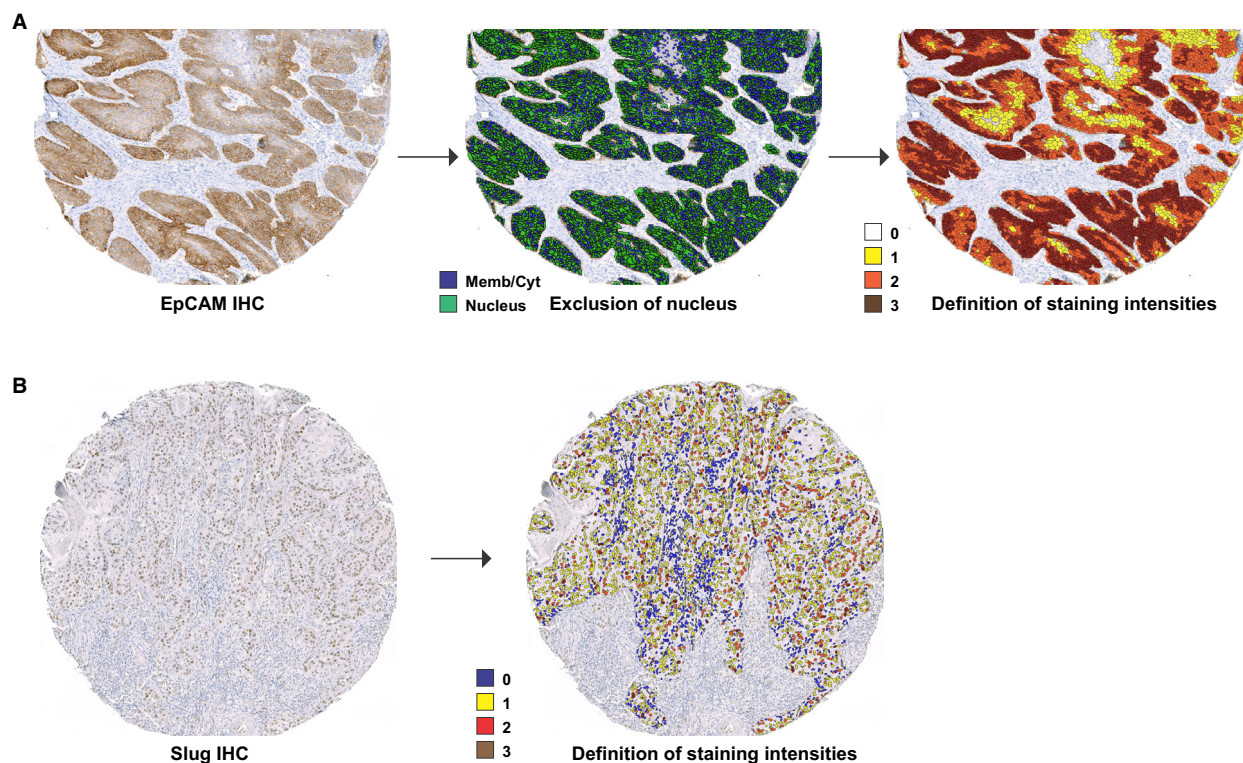 A
EpCAM IHC
Memb/Cyt
Nucleus
Exclusion of nucleus
0
1
2
3
Definition of staining intensities
B
Slug IHC
0
1
2
3
Definition of staining intensities